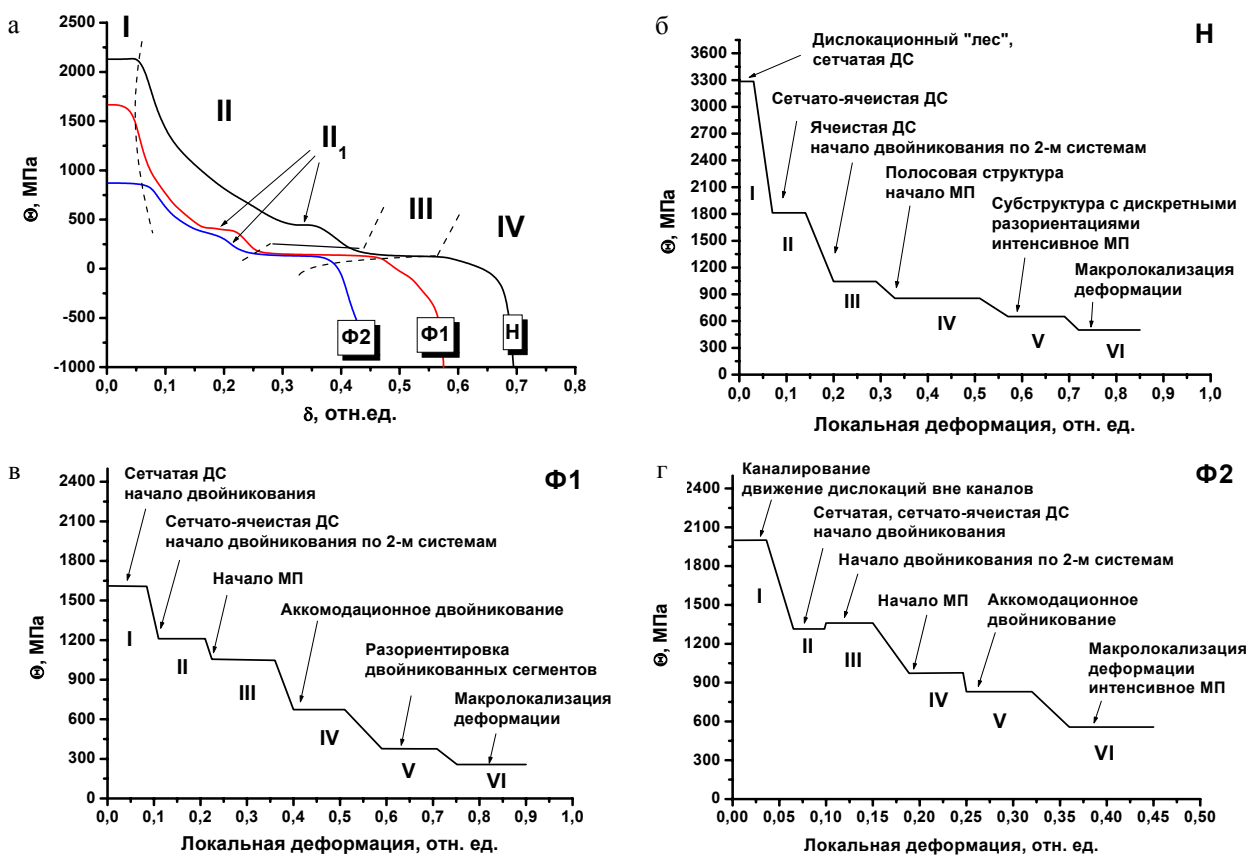 а
I
II
II₁
III
IV
Θ, МПа
2500
2000
1500
1000
500
0
-500
-1000
Ф2
Ф1
Н
0,0 0,1 0,2 0,3 0,4 0,5 0,6 0,7 0,8
δ, отн.ед.
б
Н
Дислокационный "лес",
сетчатая ДС
Сетчато-ячеистая ДС
Ячеистая ДС
начало двойникования по 2-м системам
Полосовая структура
начало МП
Субструктура с дискретными
разориентациями
интенсивное МП
Макролокализация
деформации
Θ, МПа
3600
3300
3000
2700
2400
2100
1800
1500
1200
900
600
300
0
I
II
III
IV
V
VI
0,0 0,1 0,2 0,3 0,4 0,5 0,6 0,7 0,8 0,9 1,0
Локальная деформация, отн. ед.
в
Ф1
Сетчатая ДС
начало двойникования
Сетчато-ячеистая ДС
начало двойникования по 2-м системам
Начало МП
Аккомодационное двойникование
Разориентировка
двойникованных сегментов
Макролокализация
деформации
Θ, МПа
2400
2100
1800
1500
1200
900
600
300
0
I
II
III
IV
V
VI
0,0 0,1 0,2 0,3 0,4 0,5 0,6 0,7 0,8 0,9 1,0
Локальная деформация, отн. ед.
г
Ф2
Каналирование
движение дислокаций вне каналов
Сетчатая, сетчато-ячеистая ДС
начало двойникования
Начало двойникования по 2-м системам
Начало МП
Аккомодационное
двойникование
Макролокализация
деформации
интенсивное МП
Θ, МПа
2400
2100
1800
1500
1200
900
600
300
0
I
II
III
IV
V
VI
0,00 0,05 0,10 0,15 0,20 0,25 0,30 0,35 0,40 0,45 0,50
Локальная деформация, отн. ед.